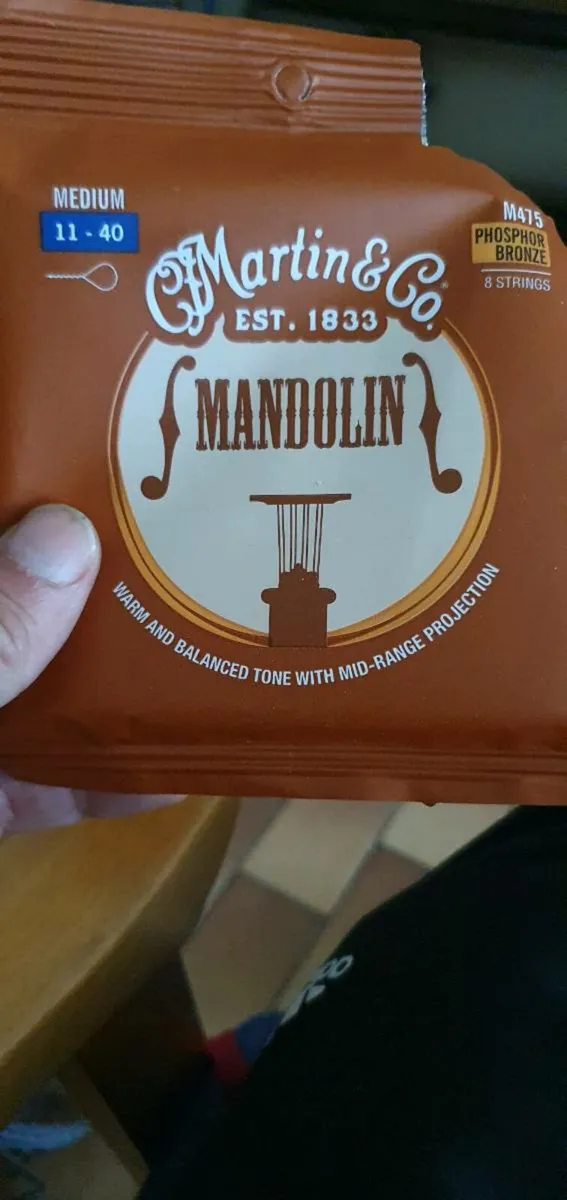 MEDIUM
11 - 40
M475
PHOSPHOR
BRONZE
8 STRINGS
CFMartin & Co.
EST. 1833
MANDOLIN
WARM AND BALANCED TONE WITH MID-RANGE PROJECTION